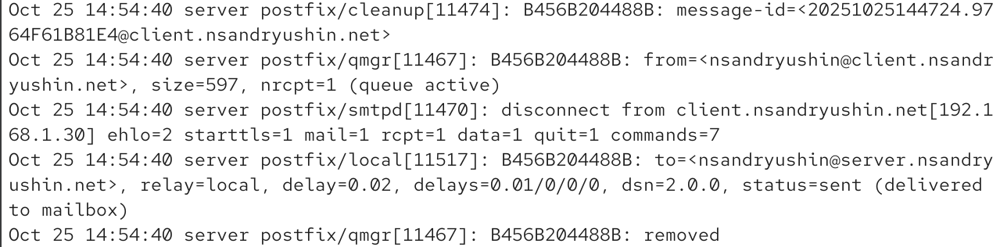 Oct 25 14:54:40 server postfix/cleanup[11474]: B456B204488B: message-id=<20251025144724.97
64F61B81E4@client.nsandryushin.net>
Oct 25 14:54:40 server postfix/qmgr[11467]: B456B204488B: from=<nsandryushin@client.nsandr
yushin.net>, size=597, nrcpt=1 (queue active)
Oct 25 14:54:40 server postfix/smtpd[11470]: disconnect from client.nsandryushin.net[192.1
68.1.30] ehlo=2 starttls=1 mail=1 rcpt=1 data=1 quit=1 commands=7
Oct 25 14:54:40 server postfix/local[11517]: B456B204488B: to=<nsandryushin@server.nsandry
ushin.net>, relay=local, delay=0.02, delays=0.01/0/0/0, dsn=2.0.0, status=sent (delivered
to mailbox)
Oct 25 14:54:40 server postfix/qmgr[11467]: B456B204488B: removed